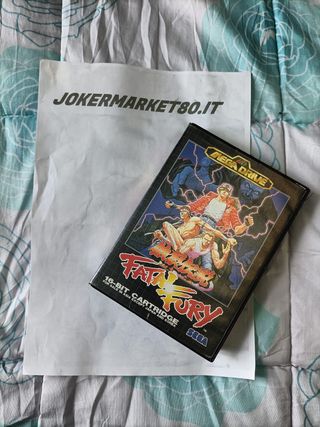 JOKERMARKET80.IT
MEGA DRIVE
FATAL FURY
16-BIT CARTRIDGE
SEGA